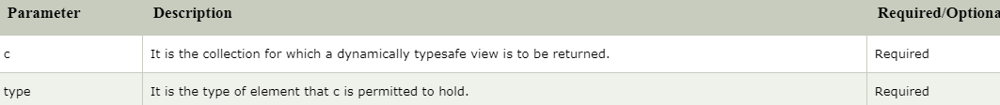 Parameter Description Required/Optiona
c It is the collection for which a dynamically typesafe view is to be returned. Required
type It is the type of element that c is permitted to hold. Required